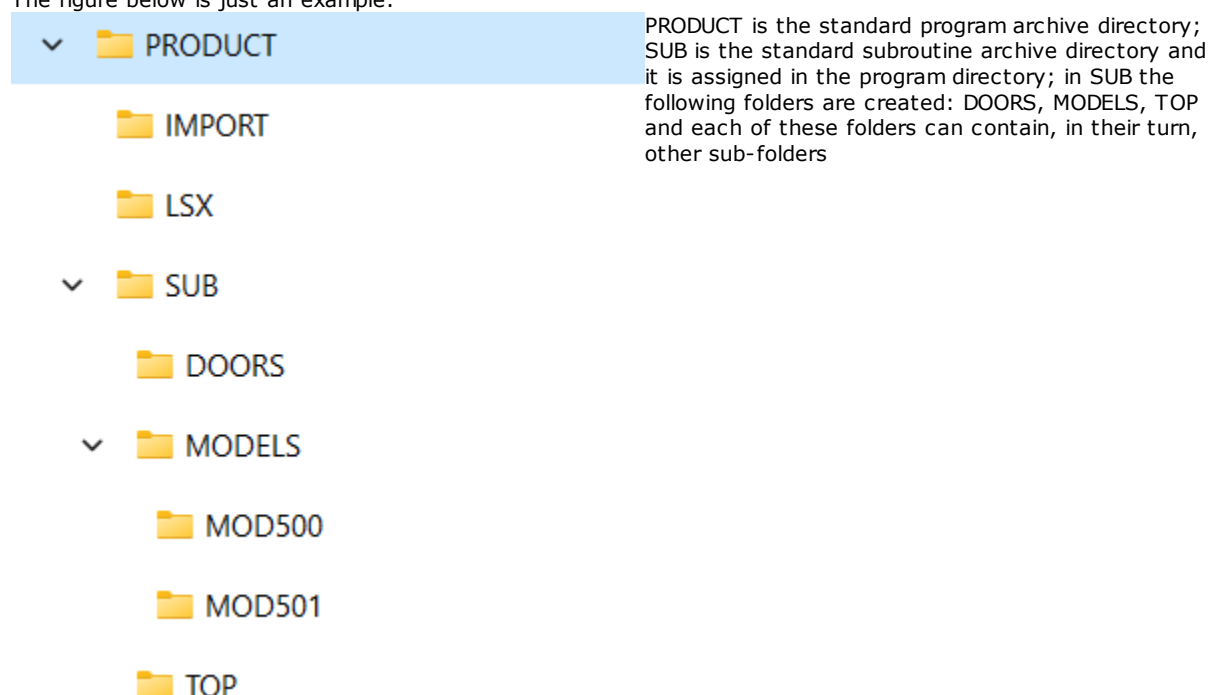 The figure below is just an example.
PRODUCT
IMPORT
LSX
SUB
DOORS
MODELS
MOD500
MOD501
TOP
PRODUCT is the standard program archive directory;
SUB is the standard subroutine archive directory and
it is assigned in the program directory; in SUB the
following folders are created: DOORS, MODELS, TOP
and each of these folders can contain, in their turn,
other sub-folders